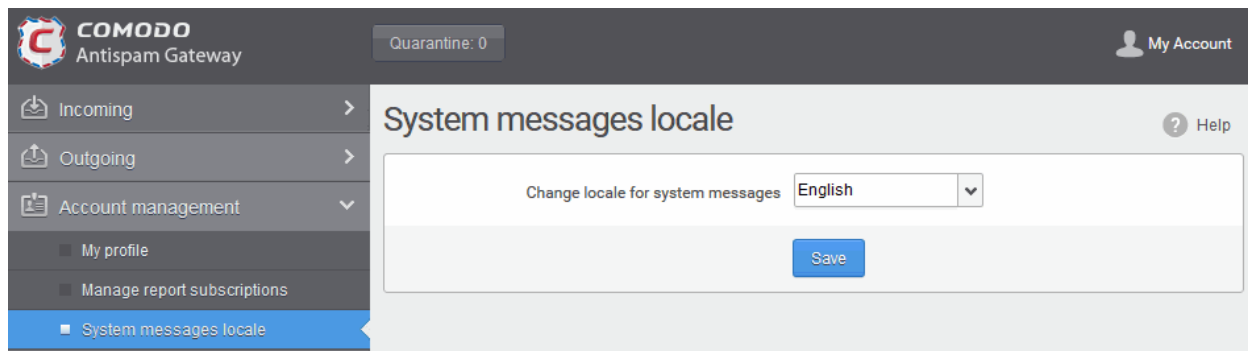 COMODO
Antispam Gateway
Quarantine: 0
My Account
Incoming
Outgoing
Account management
My profile
Manage report subscriptions
System messages locale
System messages locale
Help
Change locale for system messages
English
Save